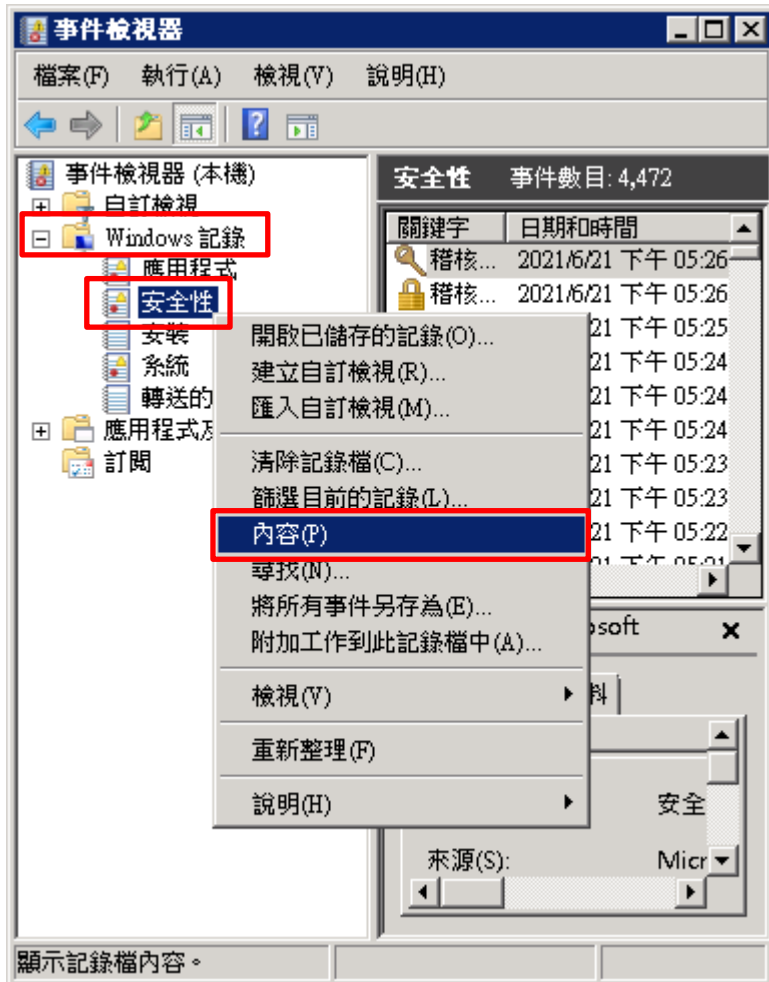 事件檢視器
檔案(F) 執行(A) 檢視(V) 說明(H)
事件檢視器 (本機)
自訂檢視
Windows 記錄
應用程式
安全性
安裝
系統
轉送的
應用程式及
訂閱
安全性 事件數目: 4,472
關鍵字 日期和時間
稽核... 2021/6/21 下午 05:26
稽核... 2021/6/21 下午 05:26
21 下午 05:25
21 下午 05:24
21 下午 05:24
21 下午 05:24
21 下午 05:23
21 下午 05:23
21 下午 05:22
21 下午 05:21
開啟已儲存的記錄(O)...
建立自訂檢視(R)...
匯入自訂檢視(M)...
清除記錄檔(C)...
篩選目前的記錄(L)...
內容(P)
尋找(N)...
將所有事件另存為(E)...
附加工作到此記錄檔中(A)...
檢視(V)
重新整理(F)
說明(H)
osoft
料
安全
來源(S): Micr
顯示記錄檔內容。